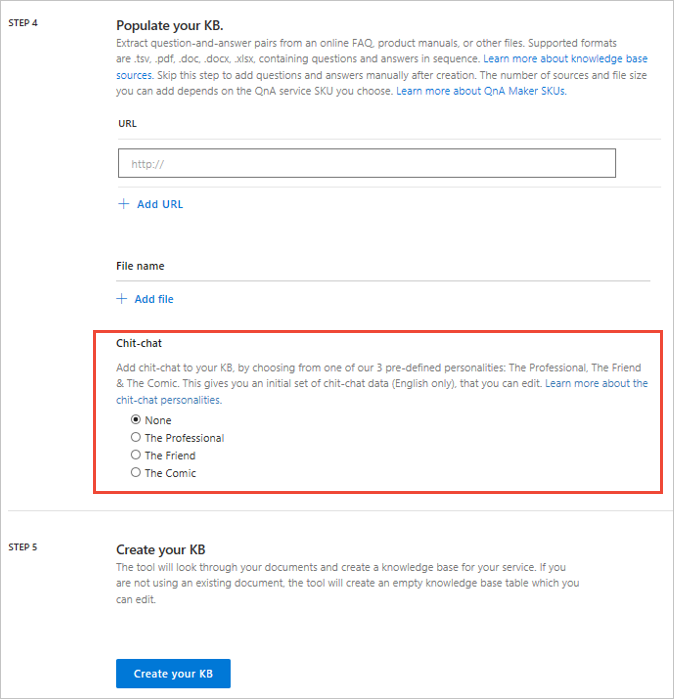 STEP 4
Populate your KB.
Extract question-and-answer pairs from an online FAQ, product manuals, or other files. Supported formats
are .tsv, .pdf, .doc, .docx, .xlsx, containing questions and answers in sequence. Learn more about knowledge base
sources. Skip this step to add questions and answers manually after creation. The number of sources and file size
you can add depends on the QnA service SKU you choose. Learn more about QnA Maker SKUs.
URL
http://
+ Add URL
File name
+ Add file
Chit-chat
Add chit-chat to your KB, by choosing from one of our 3 pre-defined personalities: The Professional, The Friend
& The Comic. This gives you an initial set of chit-chat data (English only), that you can edit. Learn more about the
chit-chat personalities.
None
The Professional
The Friend
The Comic
STEP 5
Create your KB
The tool will look through your documents and create a knowledge base for your service. If you
are not using an existing document, the tool will create an empty knowledge base table which you
can edit.
Create your KB